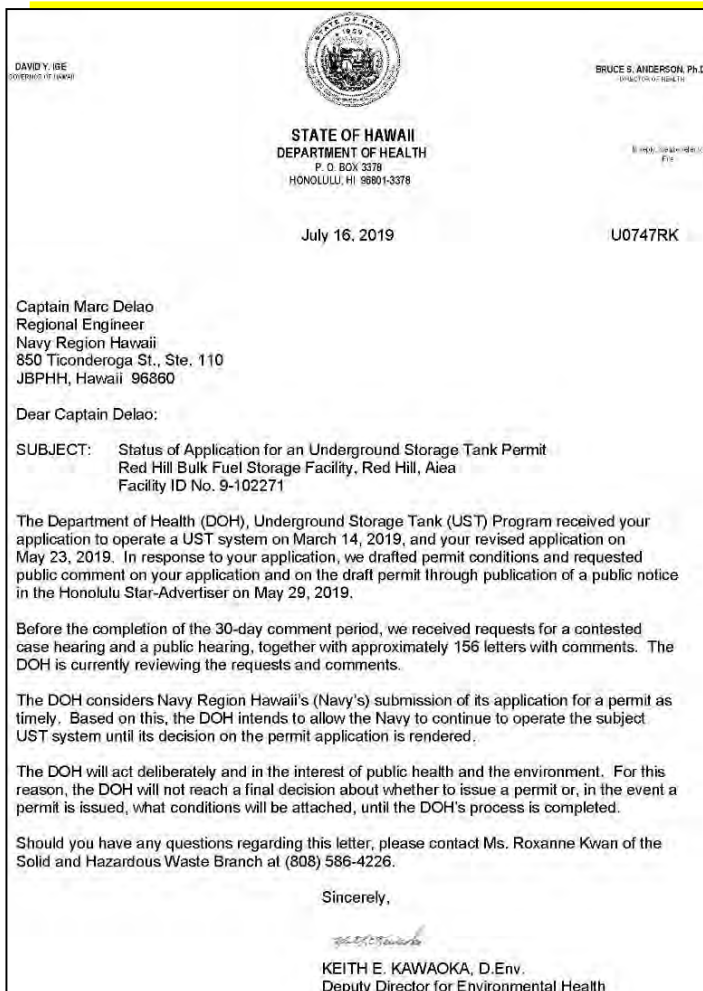 DAVID Y. IGE
GOVERNOR OF HAWAII
STATE OF HAWAII
1959
BRUCE S. ANDERSON, Ph.D
DIRECTOR OF HEALTH
STATE OF HAWAII
DEPARTMENT OF HEALTH
P. O. BOX 3378
HONOLULU, HI 96801-3378
July 16, 2019
U0747RK
Captain Marc Delao
Regional Engineer
Navy Region Hawaii
850 Ticonderoga St., Ste. 110
JBPHH, Hawaii 96860
Dear Captain Delao:
SUBJECT: Status of Application for an Underground Storage Tank Permit
Red Hill Bulk Fuel Storage Facility, Red Hill, Aiea
Facility ID No. 9-102271
The Department of Health (DOH), Underground Storage Tank (UST) Program received your
application to operate a UST system on March 14, 2019, and your revised application on
May 23, 2019. In response to your application, we drafted permit conditions and requested
public comment on your application and on the draft permit through publication of a public notice
in the Honolulu Star-Advertiser on May 29, 2019.
Before the completion of the 30-day comment period, we received requests for a contested
case hearing and a public hearing, together with approximately 156 letters with comments. The
DOH is currently reviewing the requests and comments.
The DOH considers Navy Region Hawaii's (Navy's) submission of its application for a permit as
timely. Based on this, the DOH intends to allow the Navy to continue to operate the subject
UST system until its decision on the permit application is rendered.
The DOH will act deliberately and in the interest of public health and the environment. For this
reason, the DOH will not reach a final decision about whether to issue a permit or, in the event a
permit is issued, what conditions will be attached, until the DOH's process is completed.
Should you have any questions regarding this letter, please contact Ms. Roxanne Kwan of the
Solid and Hazardous Waste Branch at (808) 586-4226.
Sincerely,
KEITH E. KAWAOKA, D.Env.
Deputy Director for Environmental Health